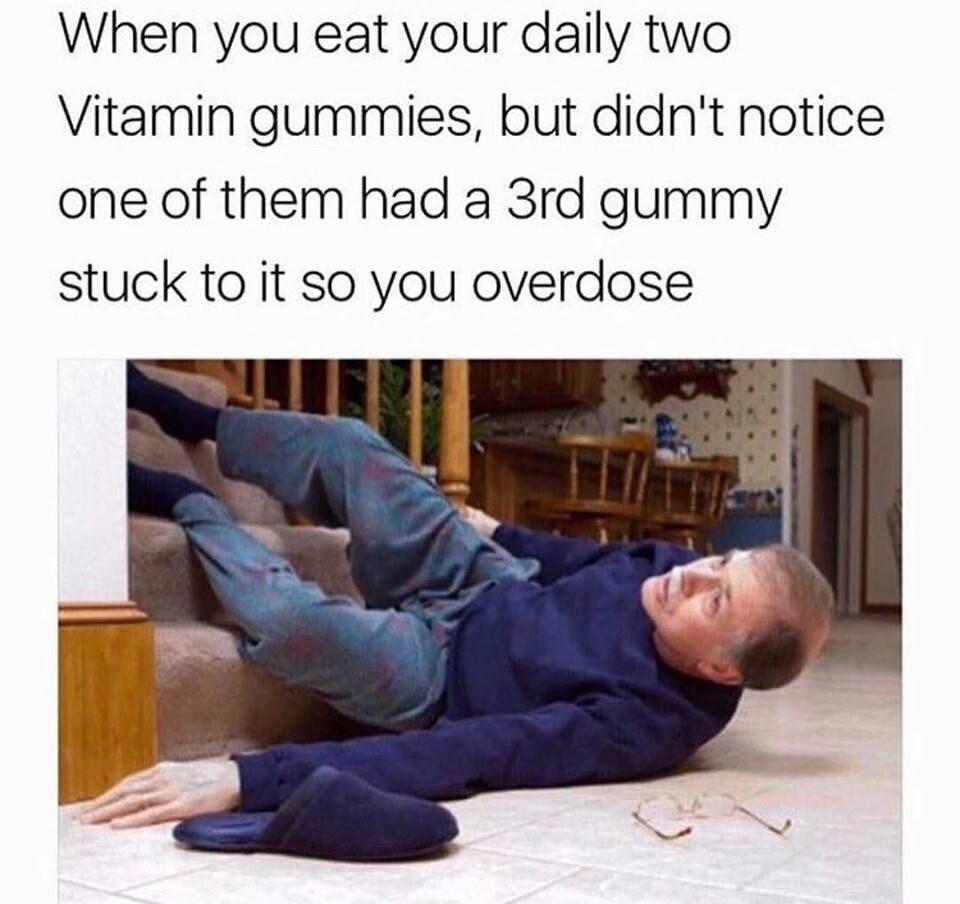 When you eat your daily two
Vitamin gummies, but didn't notice
one of them had a 3rd gummy
stuck to it so you overdose